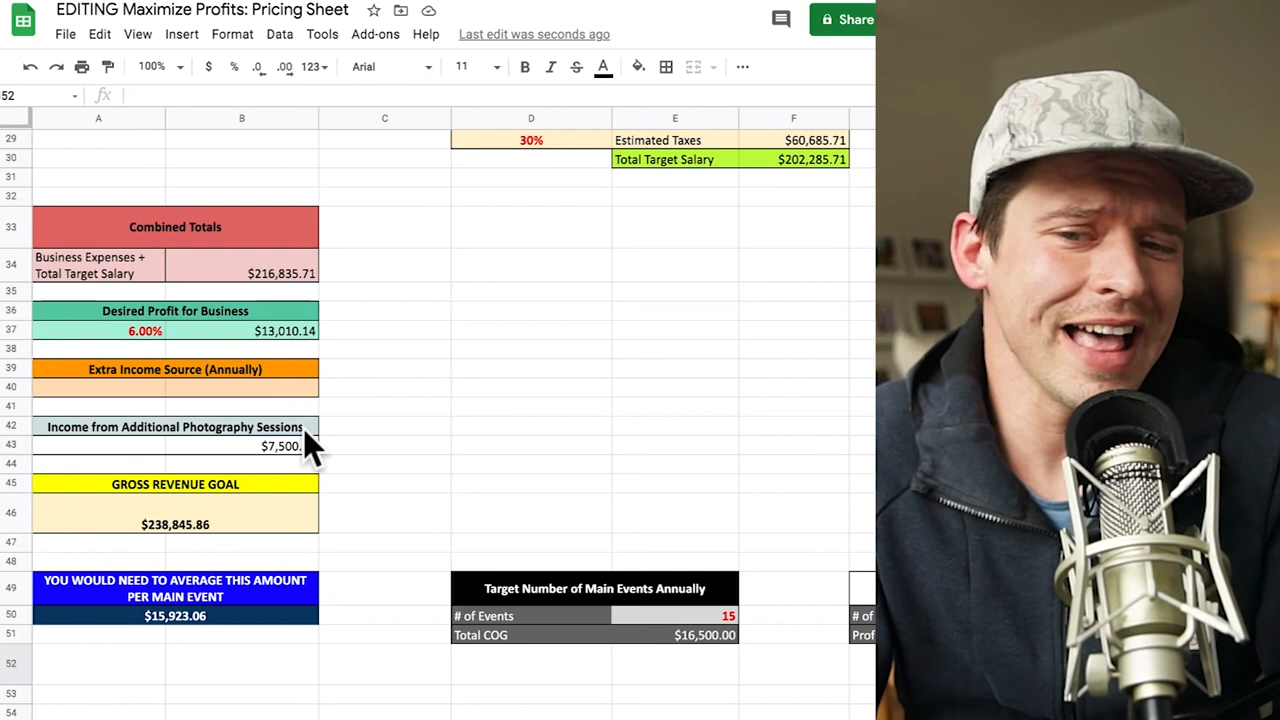 EDITING Maximize Profits: Pricing Sheet
File Edit View Insert Format Data Tools Add-ons Help Last edit was seconds ago
Share
100% $ % .0 .00 123 Arial 11 B I S A
52 fx
A B C D E F
29 30% Estimated Taxes $60,685.71
30 Total Target Salary $202,285.71
31
32
33 Combined Totals
34 Business Expenses +
Total Target Salary $216,835.71
35
36 Desired Profit for Business
37 6.00% $13,010.14
38
39 Extra Income Source (Annually)
40
41
42 Income from Additional Photography Sessions
43 $7,500.
44
45 GROSS REVENUE GOAL
46 $238,845.86
47
48
49 YOU WOULD NEED TO AVERAGE THIS AMOUNT
PER MAIN EVENT
Target Number of Main Events Annually
50 $15,923.06 # of Events 15 # of
51 Total COG $16,500.00 Prof
52
53
54